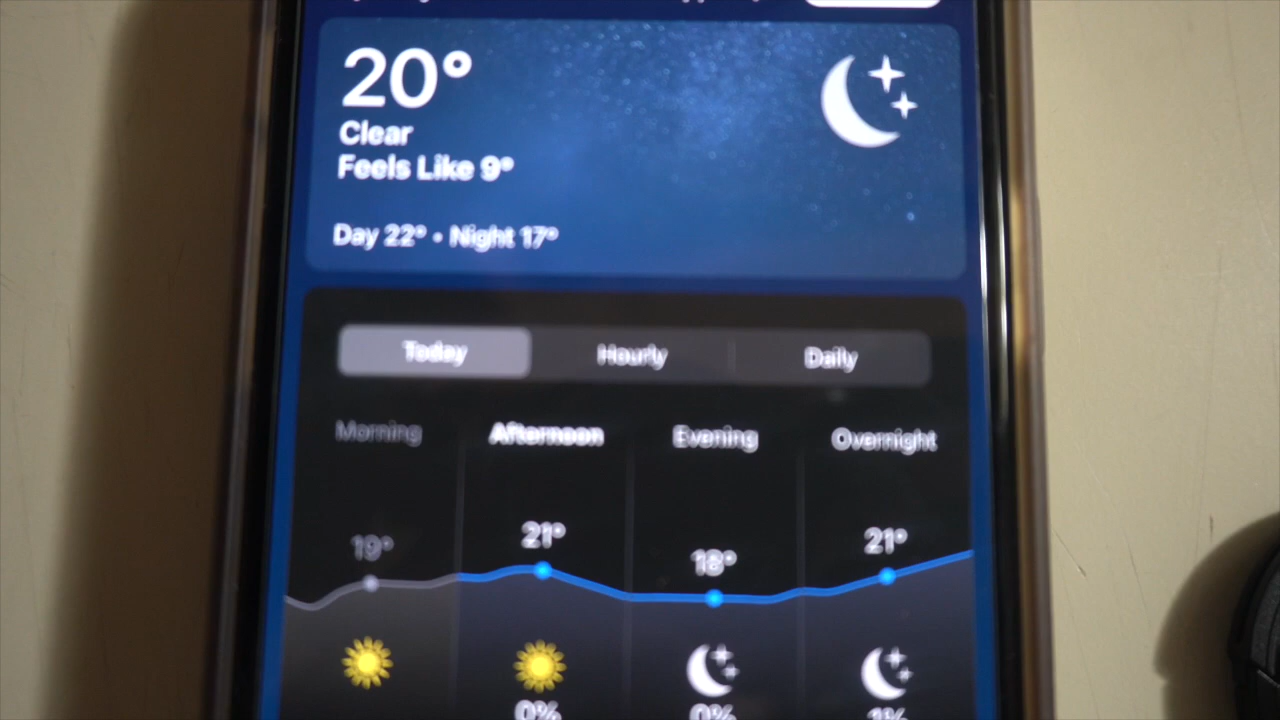 20°
Clear
Feels Like 9°
Day 22° • Night 17°
Today Hourly Daily
Morning Afternoon Evening Overnight
19° 21° 18° 21°
0% 0% 1%